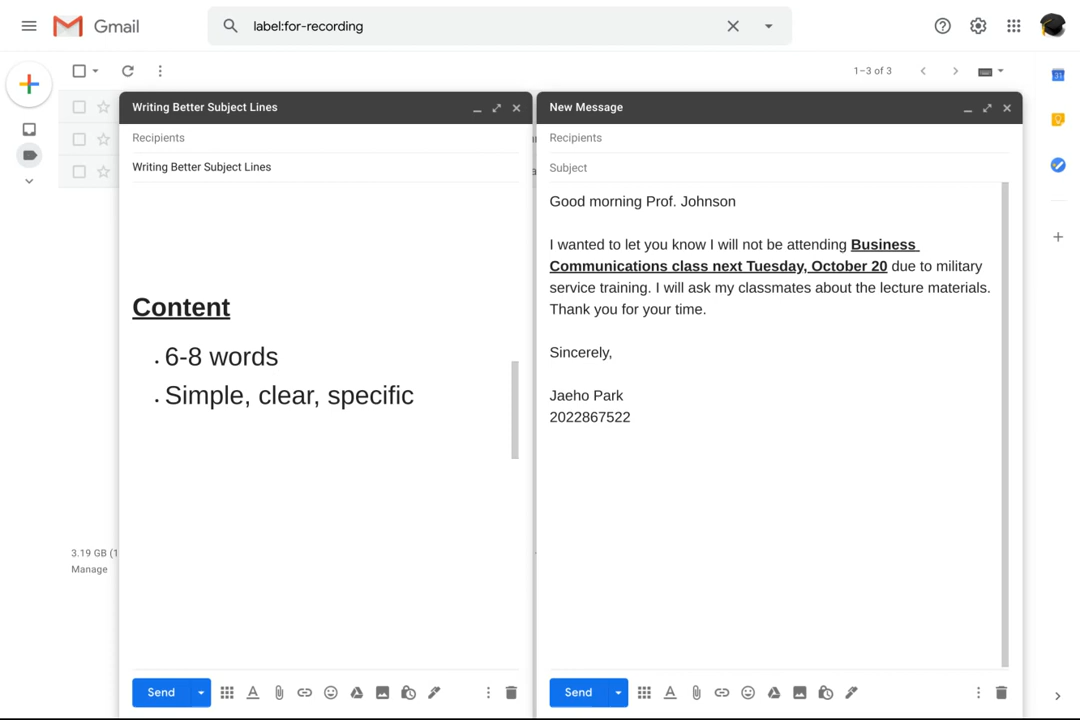 Gmail
label:for-recording
1–3 of 3
31
Writing Better Subject Lines
Recipients
Writing Better Subject Lines
Content
• 6-8 words
• Simple, clear, specific
Send
New Message
Recipients
Subject
Good morning Prof. Johnson
I wanted to let you know I will not be attending Business
Communications class next Tuesday, October 20 due to military
service training. I will ask my classmates about the lecture materials.
Thank you for your time.
Sincerely,
Jaeho Park
2022867522
Send
3.19 GB (1
Manage